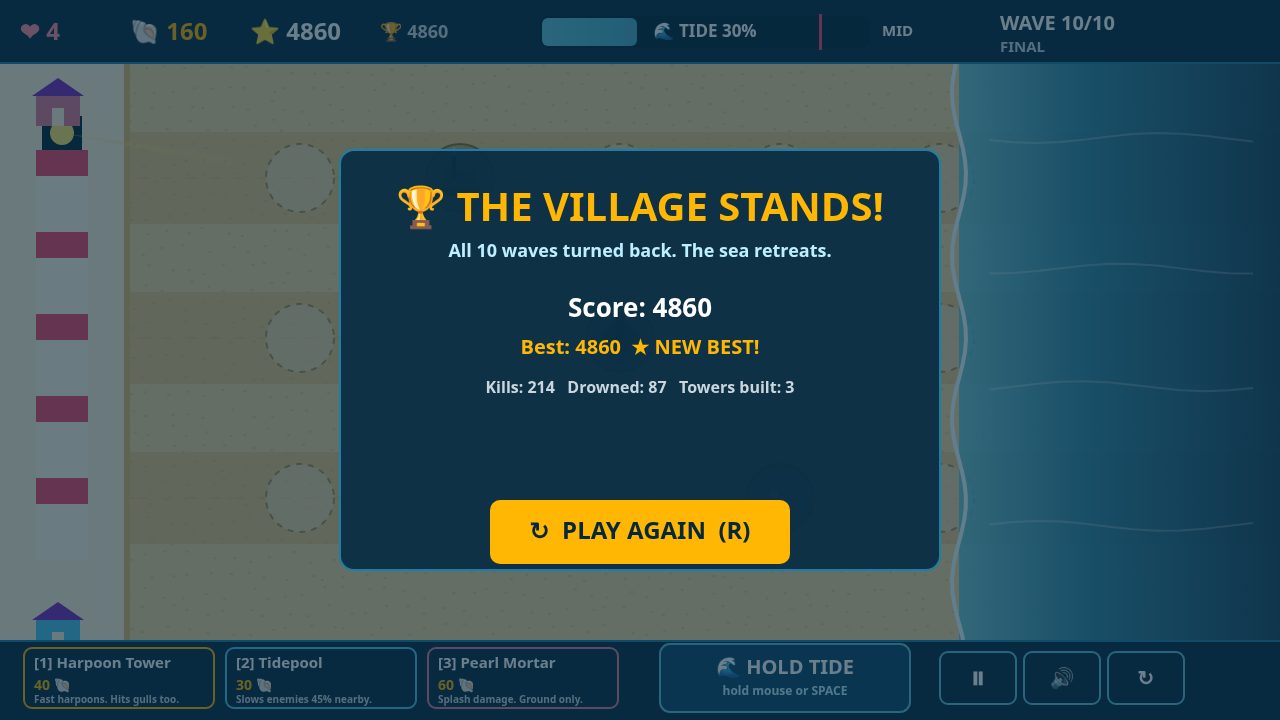 ❤ 4 🐚 160 ⭐ 4860 🏆 4860 🌊 TIDE 30% MID WAVE 10/10
FINAL
🏆 THE VILLAGE STANDS!
All 10 waves turned back. The sea retreats.
Score: 4860
Best: 4860 ★ NEW BEST!
Kills: 214 Drowned: 87 Towers built: 3
↻ PLAY AGAIN (R)
[1] Harpoon Tower
40 🐚
Fast harpoons. Hits gulls too.
[2] Tidepool
30 🐚
Slows enemies 45% nearby.
[3] Pearl Mortar
60 🐚
Splash damage. Ground only.
🌊 HOLD TIDE
hold mouse or SPACE